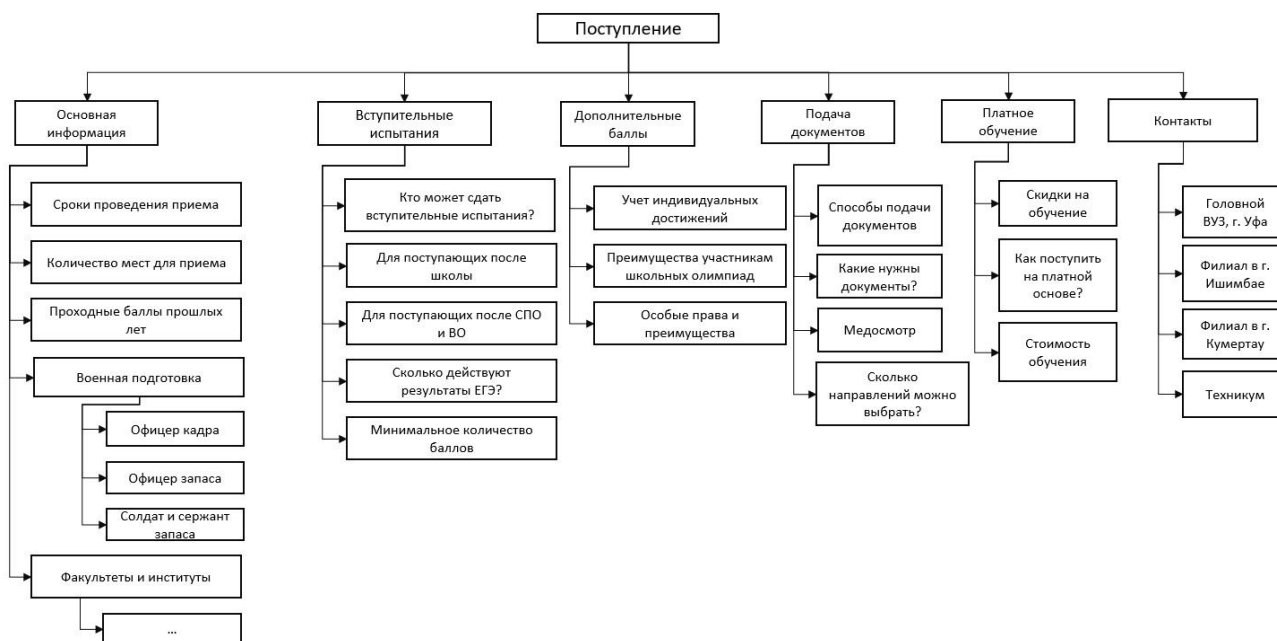 Поступление
Основная
информация
Сроки проведения приема
Количество мест для приема
Проходные баллы прошлых
лет
Военная подготовка
Офицер кадра
Офицер запаса
Солдат и сержант
запаса
Факультеты и институты
...
Вступительные
испытания
Кто может сдать
вступительные испытания?
Для поступающих после
школы
Для поступающих после СПО
и ВО
Сколько действуют
результаты ЕГЭ?
Минимальное количество
баллов
Дополнительные
баллы
Учет индивидуальных
достижений
Преимущества участникам
школьных олимпиад
Особые права и
преимущества
Подача
документов
Способы подачи
документов
Какие нужны
документы?
Медосмотр
Сколько
направлений можно
выбрать?
Платное
обучение
Скидки на
обучение
Как поступить
на платной
основе?
Стоимость
обучения
Контакты
Головной
ВУЗ, г. Уфа
Филиал в г.
Ишимбае
Филиал в г.
Кумертау
Техникум